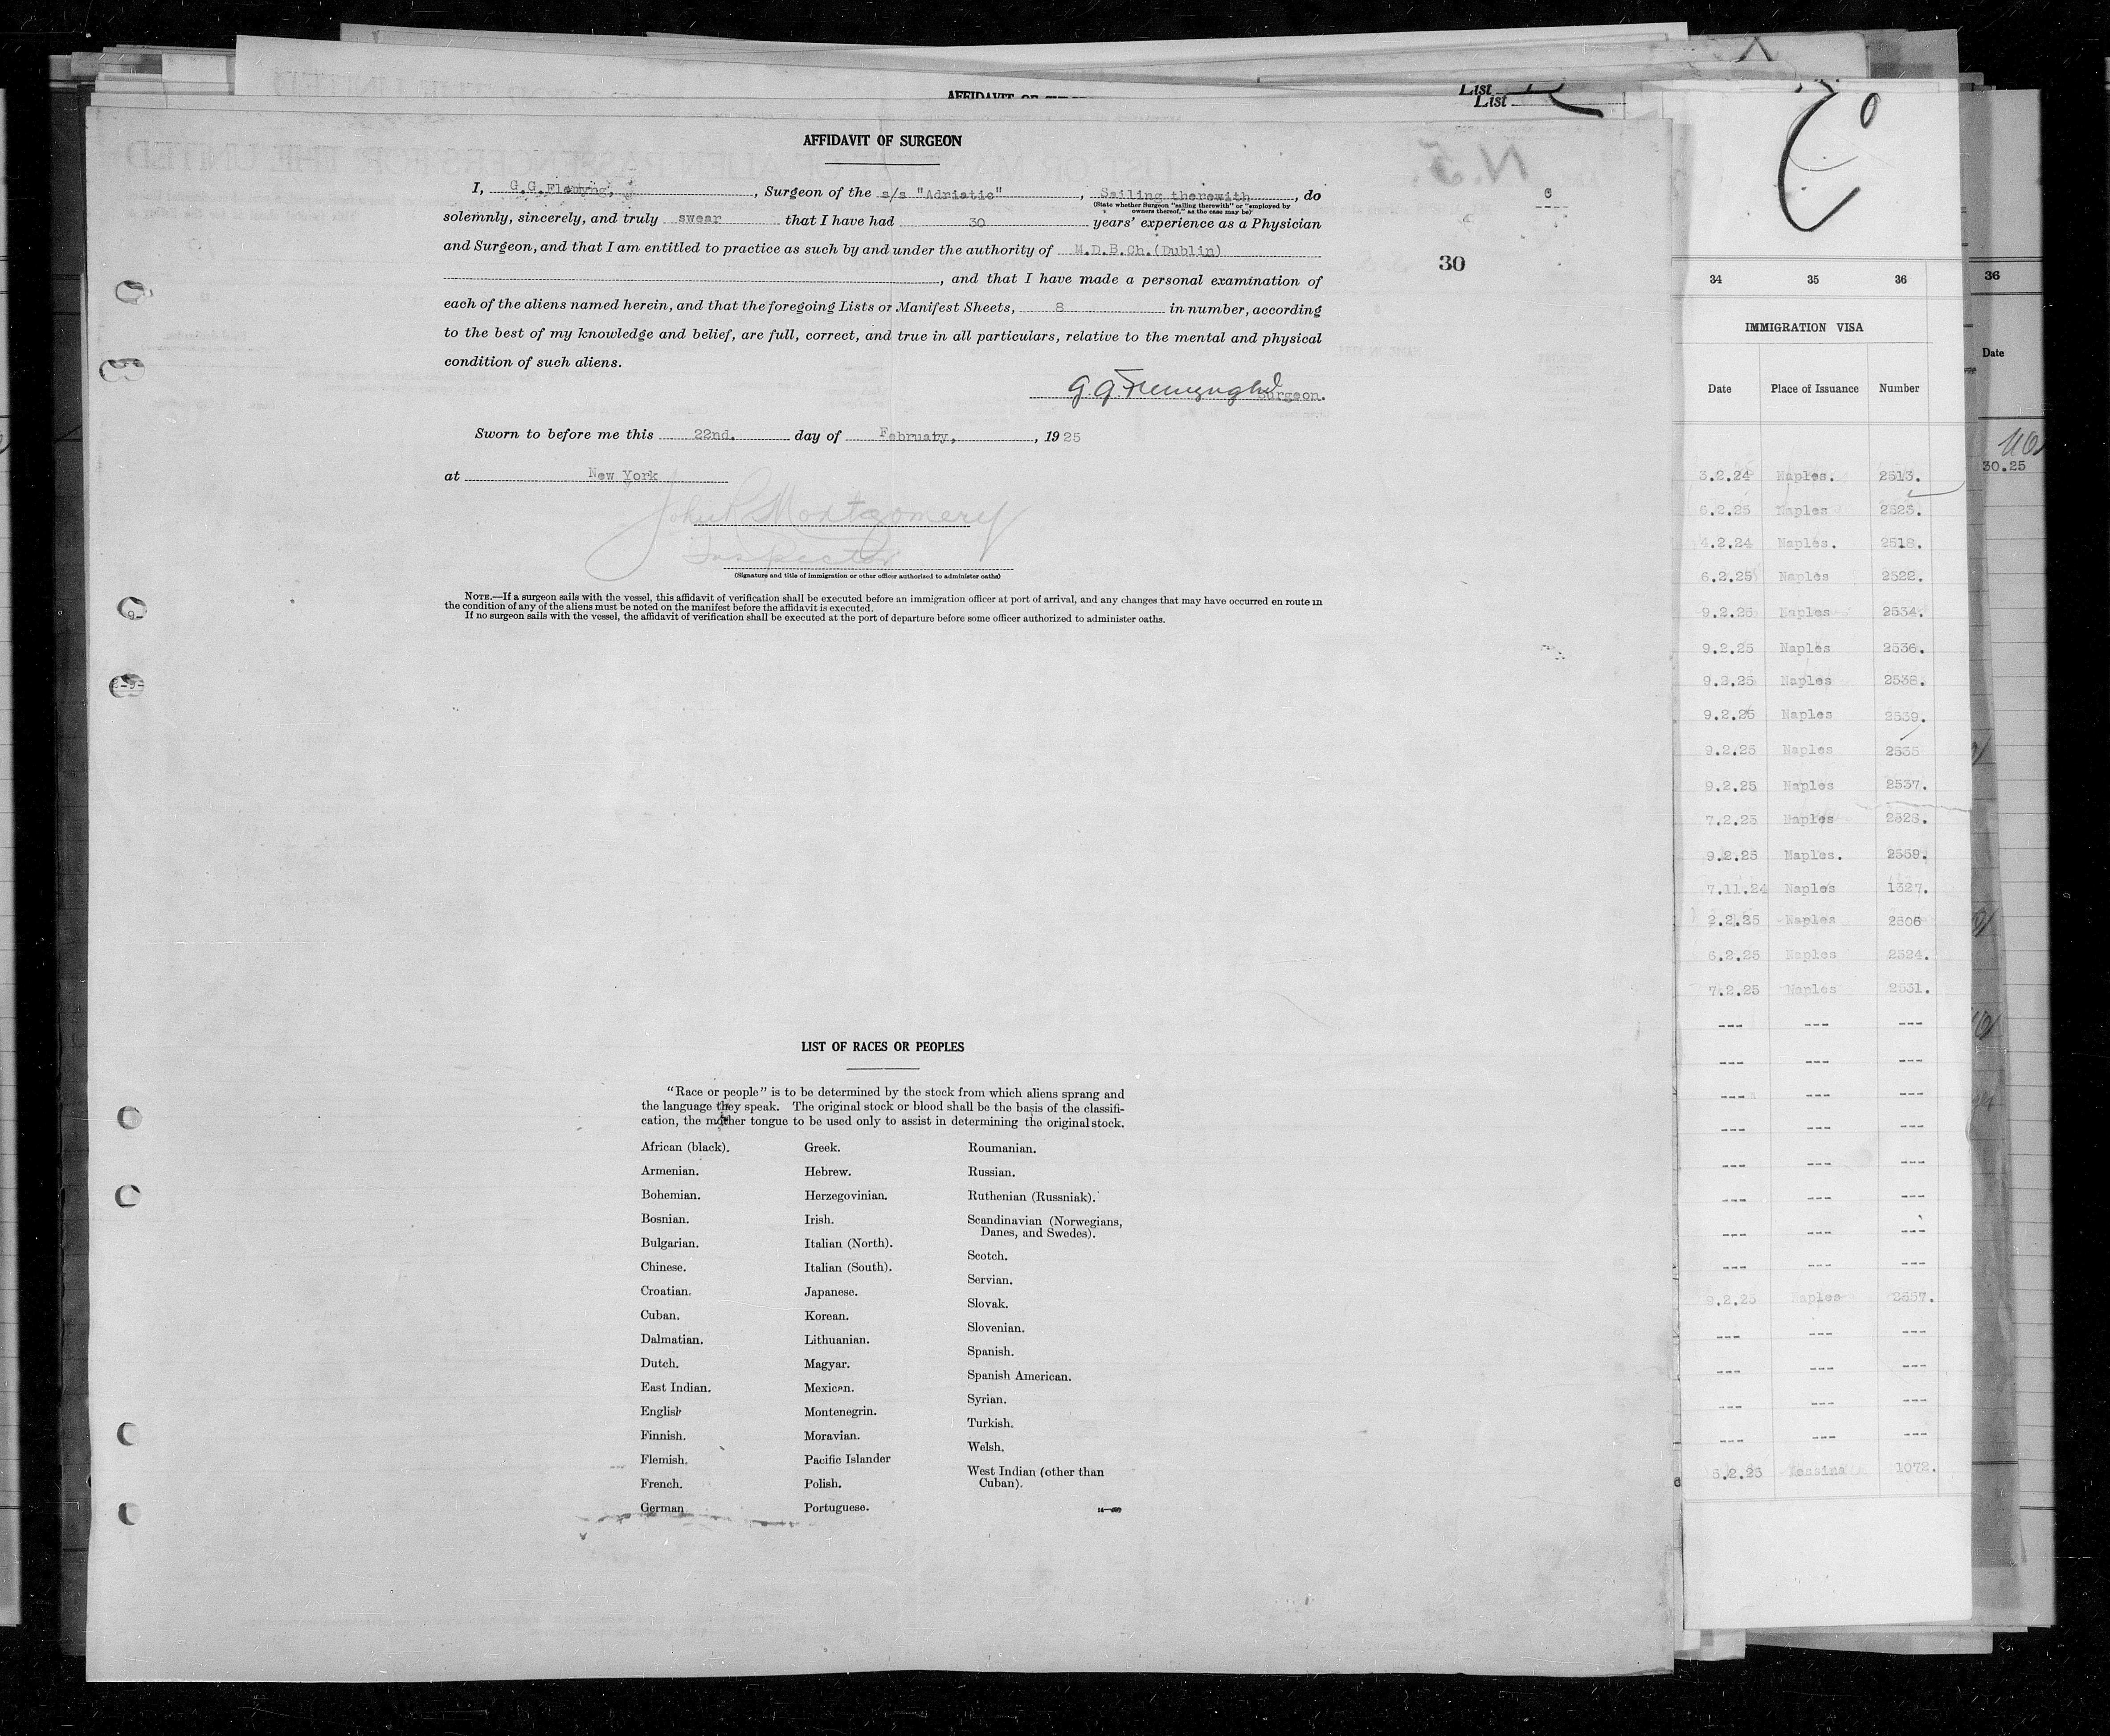 AFFIDAVIT OF SURGEON
List
List
AFFIDAVIT OF SURGEON
I, G.G.Flemyng, , Surgeon of the s/s "Adriatic" , Sailing therewith , do
(State whether Surgeon "sailing therewith" or "employed by
owners thereof," as the case may be)
solemnly, sincerely, and truly swear that I have had 30 years' experience as a Physician
and Surgeon, and that I am entitled to practice as such by and under the authority of M.D.B.Ch.(Dublin)
, and that I have made a personal examination of
each of the aliens named herein, and that the foregoing Lists or Manifest Sheets, 8 in number, according
to the best of my knowledge and belief, are full, correct, and true in all particulars, relative to the mental and physical
condition of such aliens.
Surgeon.
Sworn to before me this 22nd. day of February, , 1925
at New York
John P Montgomery
Inspector
(Signature and title of immigration or other officer authorized to administer oaths)
NOTE.—If a surgeon sails with the vessel, this affidavit of verification shall be executed before an immigration officer at port of arrival, and any changes that may have occurred en route in
the condition of any of the aliens must be noted on the manifest before the affidavit is executed.
If no surgeon sails with the vessel, the affidavit of verification shall be executed at the port of departure before some officer authorized to administer oaths.
6
30
LIST OF RACES OR PEOPLES
"Race or people" is to be determined by the stock from which aliens sprang and
the language they speak. The original stock or blood shall be the basis of the classifi-
cation, the mother tongue to be used only to assist in determining the original stock.
African (black).
Armenian.
Bohemian.
Bosnian.
Bulgarian.
Chinese.
Croatian.
Cuban.
Dalmatian.
Dutch.
East Indian.
English
Finnish.
Flemish.
French.
German
Greek.
Hebrew.
Herzegovinian.
Irish.
Italian (North).
Italian (South).
Japanese.
Korean.
Lithuanian.
Magyar.
Mexican.
Montenegrin.
Moravian.
Pacific Islander
Polish.
Portuguese.
Roumanian.
Russian.
Ruthenian (Russniak).
Scandinavian (Norwegians,
Danes, and Swedes).
Scotch.
Servian.
Slovak.
Slovenian.
Spanish.
Spanish American.
Syrian.
Turkish.
Welsh.
West Indian (other than
Cuban).
34 35 36
IMMIGRATION VISA
Date Place of Issuance Number
3.2.24 Naples. 2513.
6.2.25 Naples 2523.
4.2.24 Naples. 2518.
6.2.25 Naples 2522.
9.2.25 Naples 2534.
9.2.25 Naples 2536.
9.2.25 Naples 2538.
9.2.25 Naples 2539.
9.2.25 Naples 2535
9.2.25 Naples 2537.
7.2.25 Naples 2528.
9.2.25 Naples. 2559.
7.11.24 Naples 1327.
2.2.25 Naples 2506
6.2.25 Naples 2524.
7.2.25 Naples 2531.
--- --- ---
--- --- ---
--- --- ---
--- --- ---
--- --- ---
--- --- ---
--- --- ---
--- --- ---
9.2.25 Naples 2557.
--- --- ---
--- --- ---
--- --- ---
--- --- ---
5.2.25 Messina 1072.
36
Date
30.25